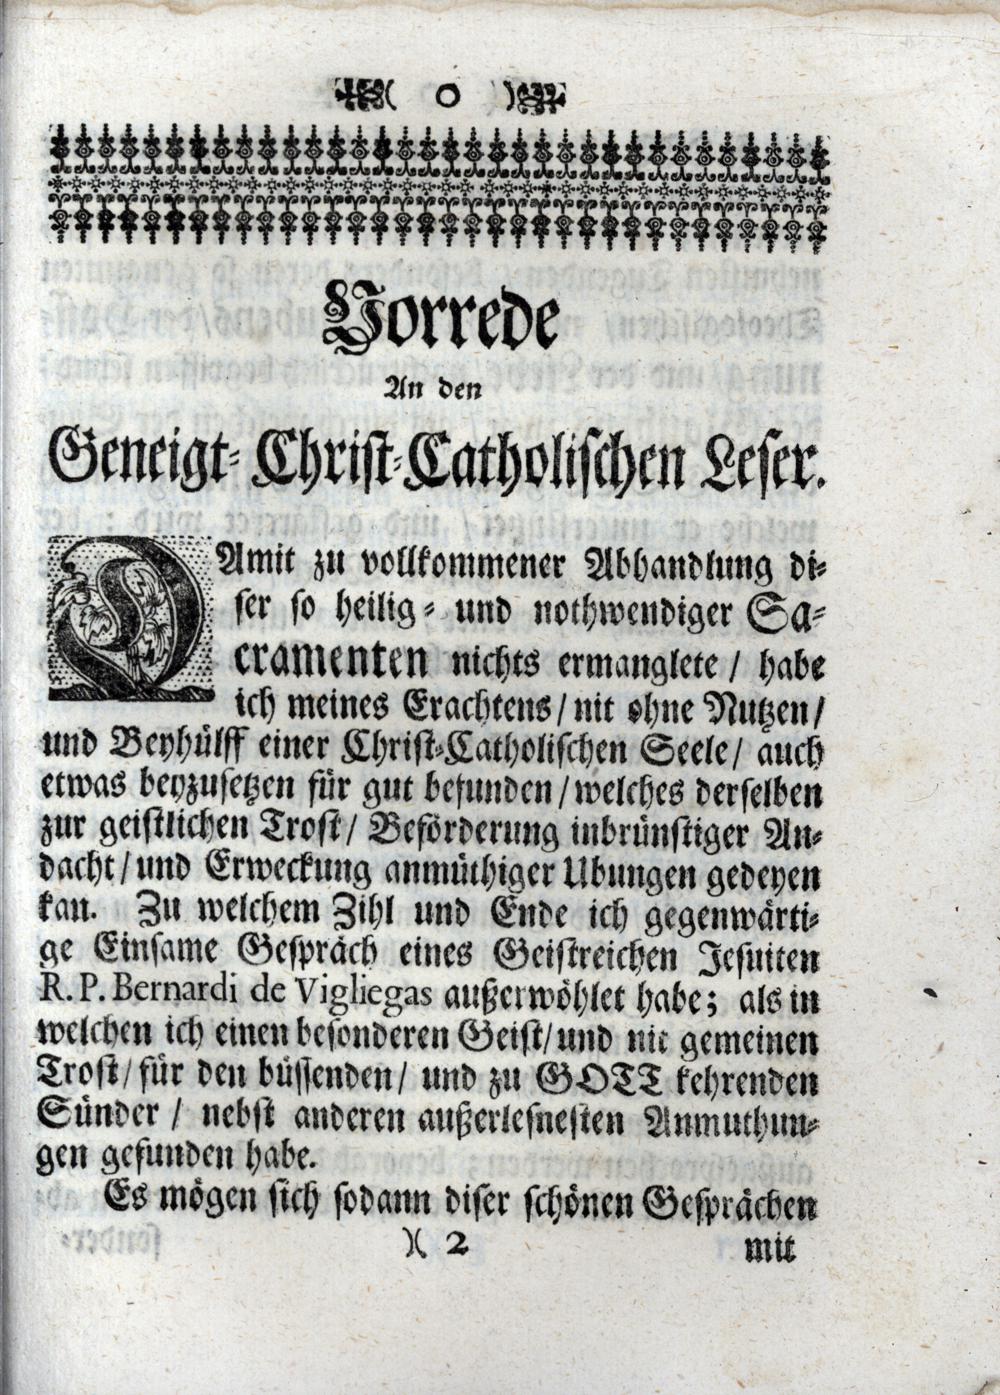 ( O )
Vorrede
An den
Geneigt- Christ-Catholischen Leser.
DAmit zu vollkommener Abhandlung di-
ser so heilig- und nothwendiger Sa-
cramenten nichts ermanglete / habe
ich meines Erachtens / nit ohne Nutzen /
und Beyhülff einer Christ-Catholischen Seele / auch
etwas beyzusetzen für gut befunden / welches derselben
zur geistlichen Trost / Beförderung inbrünstiger An-
dacht / und Erweckung anmüthiger Ubungen gedeyen
kan. Zu welchem Zihl und Ende ich gegenwärti-
ge Einsame Gespräch eines Geistreichen Jesuiten
R. P. Bernardi de Vigliegas außerwöhlet habe; als in
welchen ich einen besonderen Geist / und nit gemeinen
Trost / für den büssenden / und zu GOTT kehrenden
Sünder / nebst anderen außerlesnesten Anmuthun-
gen gefunden habe.
Es mögen sich sodann diser schönen Gesprächen
)( 2 mit